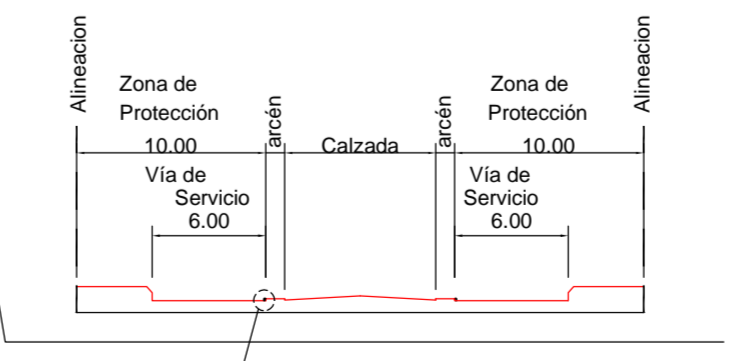 Alineacion
Zona de
Protección
10.00
arcén
Calzada
arcén
Zona de
Protección
10.00
Alineacion
Vía de
Servicio
6.00
Vía de
Servicio
6.00